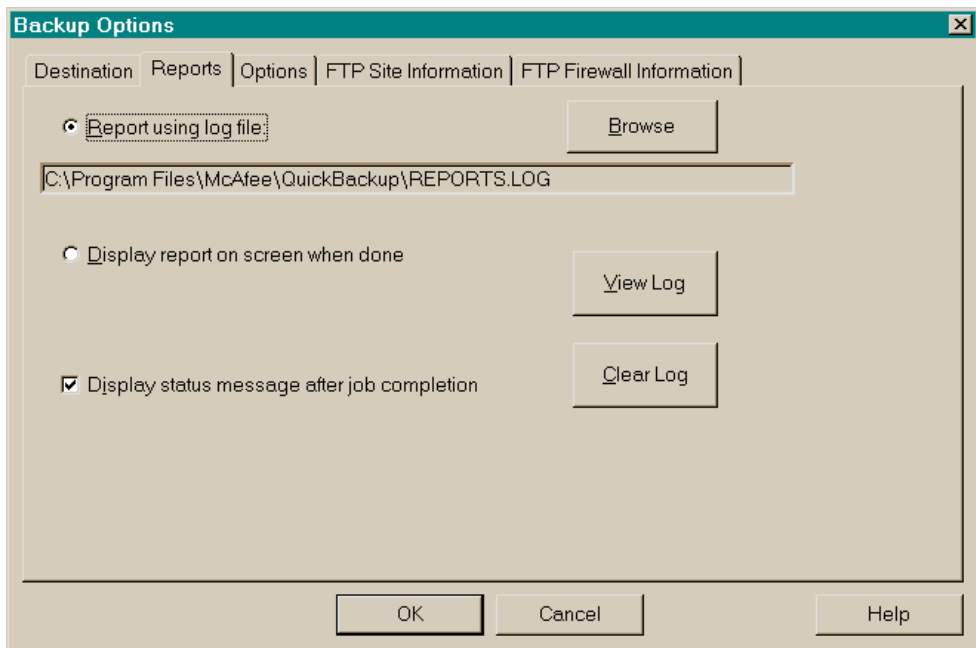 Backup Options
Destination Reports Options FTP Site Information FTP Firewall Information
Report using log file: Browse
C:\Program Files\McAfee\QuickBackup\REPORTS.LOG
Display report on screen when done
View Log
Clear Log
Display status message after job completion
OK Cancel Help